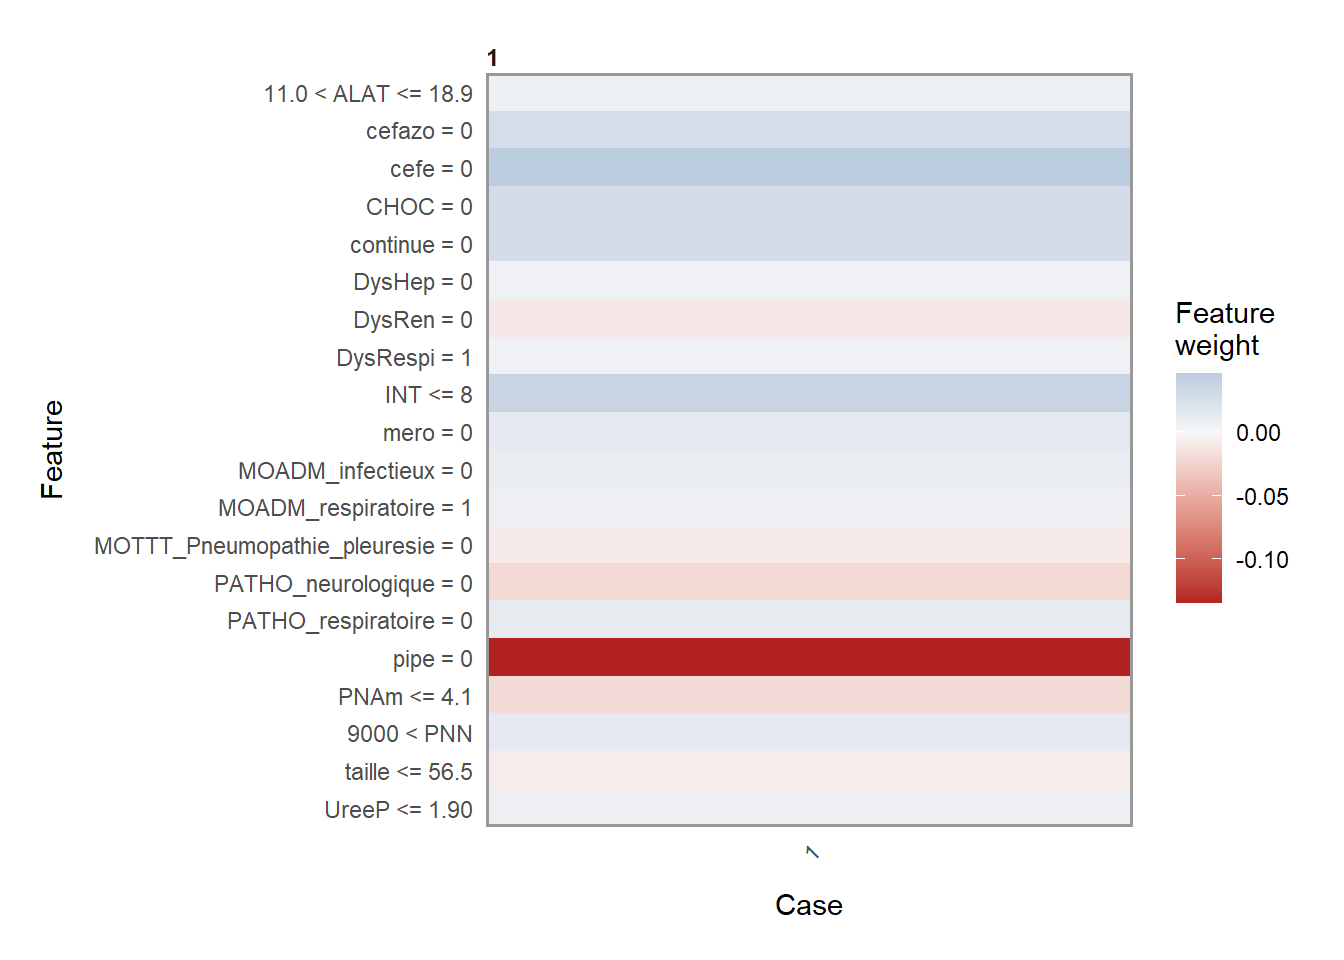 1
11.0 < ALAT <= 18.9
cefazo = 0
cefe = 0
CHOC = 0
continue = 0
DysHep = 0
DysRen = 0
DysRespi = 1
INT <= 8
mero = 0
MOADM_infectieux = 0
MOADM_respiratoire = 1
MOTTT_Pneumopathie_pleuresie = 0
PATHO_neurologique = 0
PATHO_respiratoire = 0
pipe = 0
PNAm <= 4.1
9000 < PNN
taille <= 56.5
UreeP <= 1.90
Feature
1
Case
Feature
weight
0.00
-0.05
-0.10